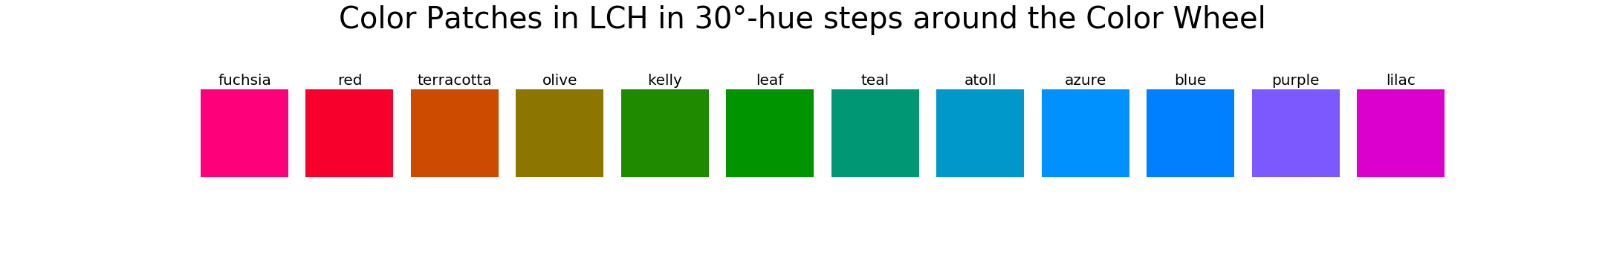 Color Patches in LCH in 30°-hue steps around the Color Wheel
fuchsia red terracotta olive kelly leaf teal atoll azure blue purple lilac